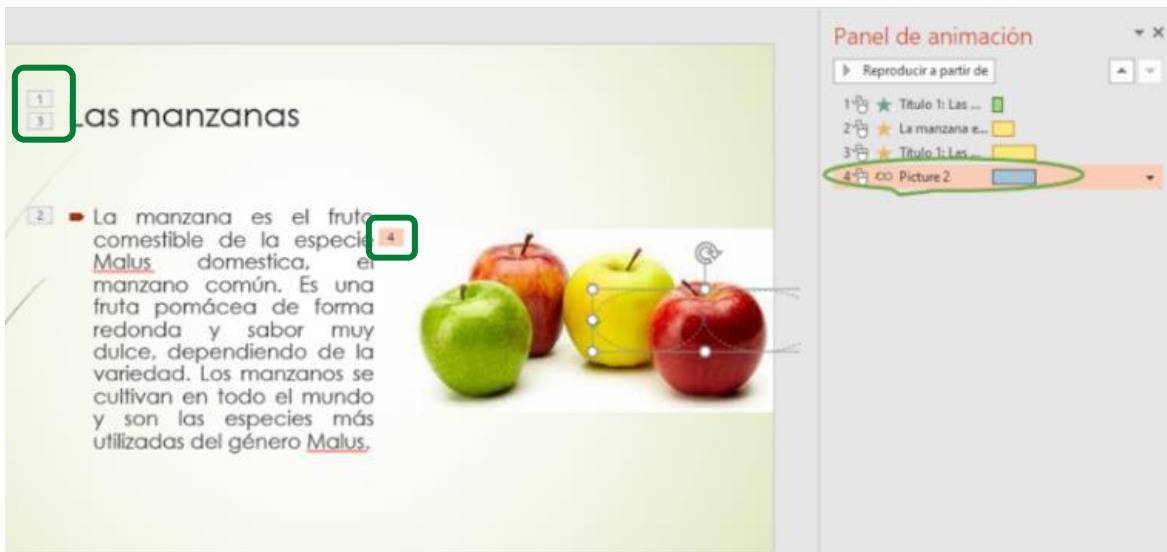 1
3
Las manzanas
2
La manzana es el fruto
comestible de la especie
Malus domestica, el
manzano común. Es una
fruta pomácea de forma
redonda y sabor muy
dulce, dependiendo de la
variedad. Los manzanos se
cultivan en todo el mundo
y son las especies más
utilizadas del género Malus.
4
Panel de animación
Reproducir a partir de
1 Título 1: Las ...
2 La manzana e...
3 Título 1: Las ...
4 Picture 2